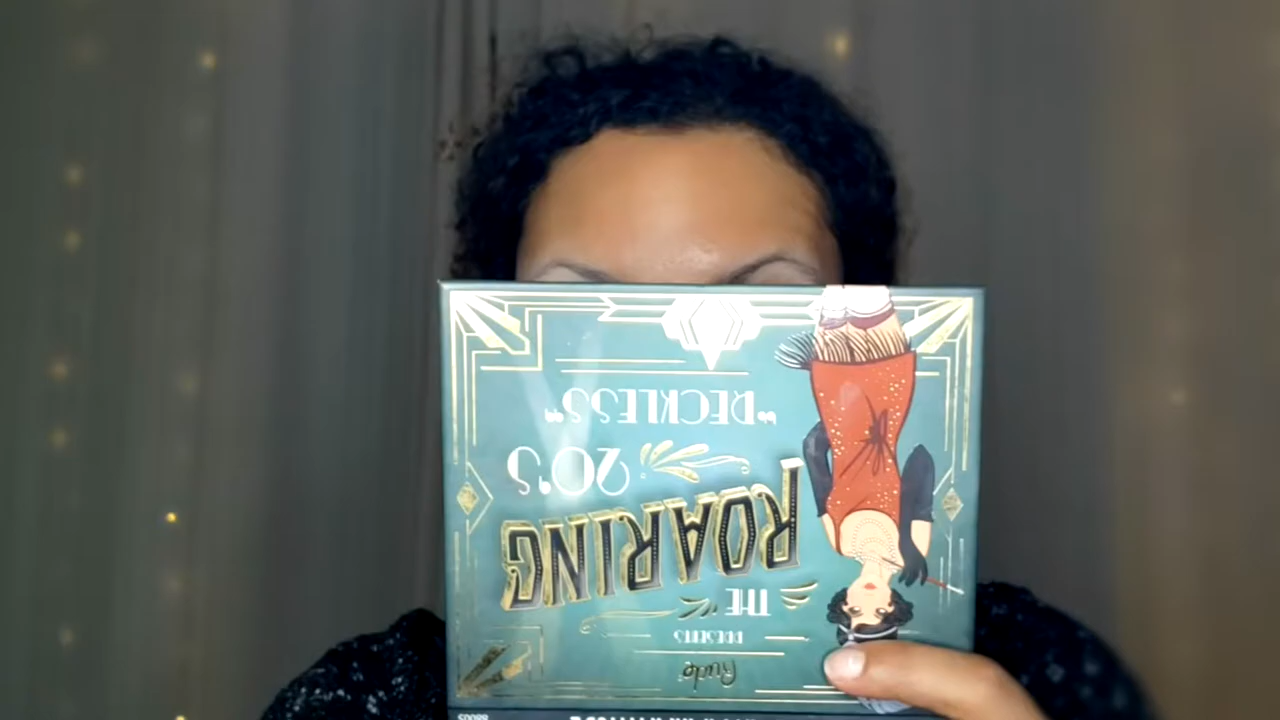 Rude
PRESENTS
THE
ROARING
20's
"RECKLESS"